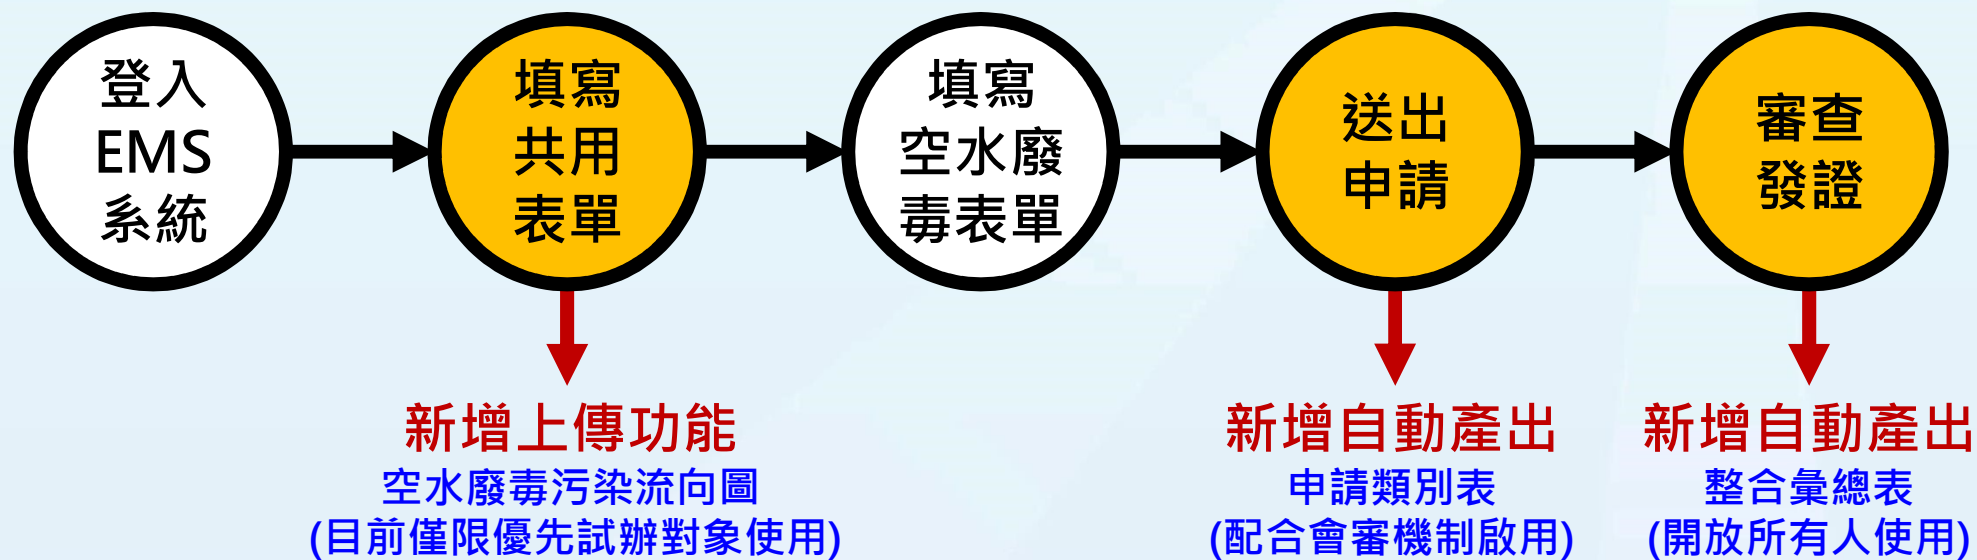 登入
EMS
系統
填寫
共用
表單
填寫
空水廢
毒表單
送出
申請
審查
發證
新增上傳功能
空水廢毒污染流向圖
(目前僅限優先試辦對象使用)
新增自動產出
申請類別表
(配合會審機制啟用)
新增自動產出
整合彙總表
(開放所有人使用)